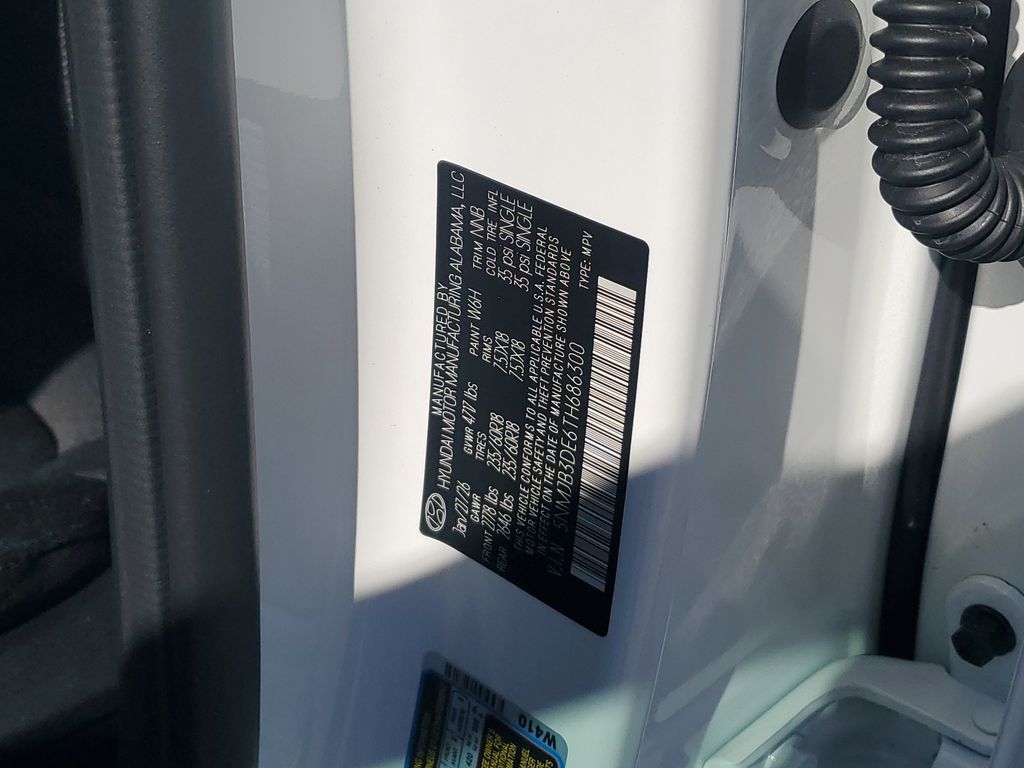 MANUFACTURED BY
HYUNDAI MOTOR MANUFACTURING ALABAMA, LLC
Jan/27/26 GVWR 4717 lbs PAINT W6H TRIM NNB
GAWR TIRES RIMS COLD TIRE INFL
FRONT 2778 lbs 235/60R18 7.5JX18 35 psi. SINGLE
REAR 2646 lbs 235/60R18 7.5JX18 35 psi. SINGLE
THIS VEHICLE CONFORMS TO ALL APPLICABLE U.S.A. FEDERAL
MOTOR VEHICLE SAFETY AND THEFT PREVENTION STANDARDS
IN EFFECT ON THE DATE OF MANUFACTURE SHOWN ABOVE
V.I.N 5NMJB3DE6TH686300 TYPE: MPV
W410